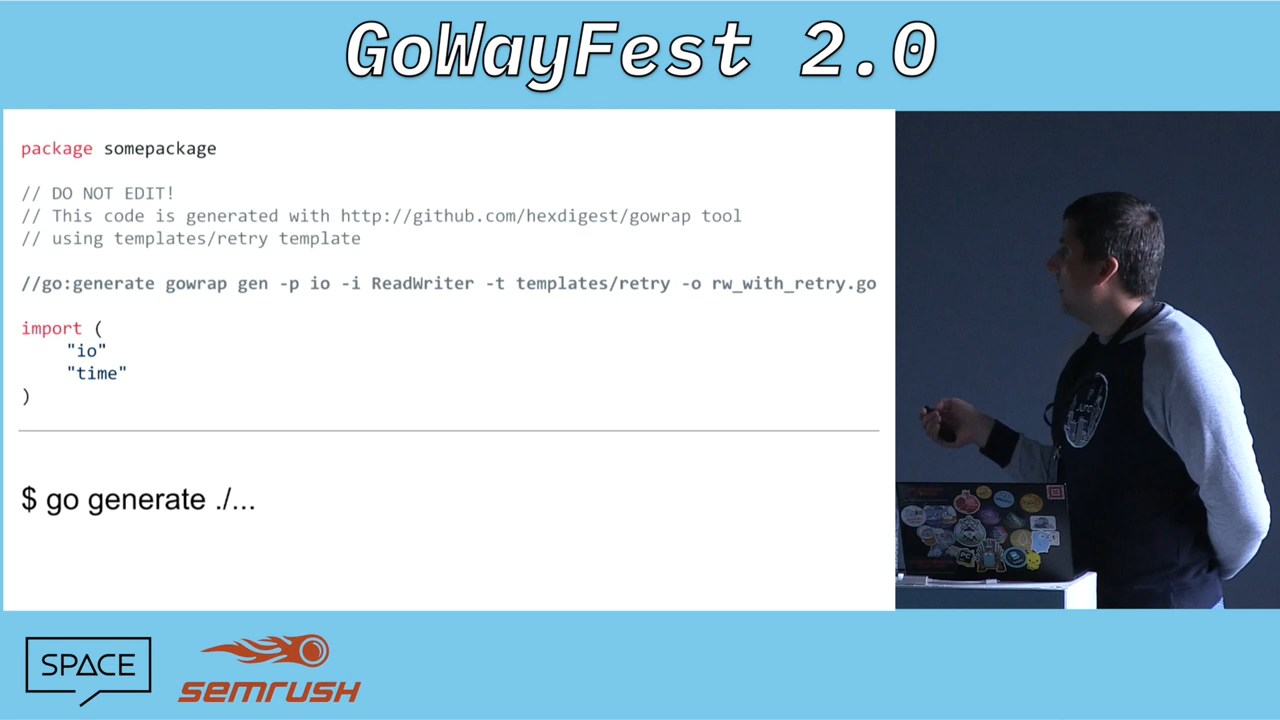 GoWayFest 2.0
package somepackage
// DO NOT EDIT!
// This code is generated with http://github.com/hexdigest/gowrap tool
// using templates/retry template
//go:generate gowrap gen -p io -i ReadWriter -t templates/retry -o rw_with_retry.go
import (
"io"
"time"
)
$ go generate ./...
SPACE
semrush